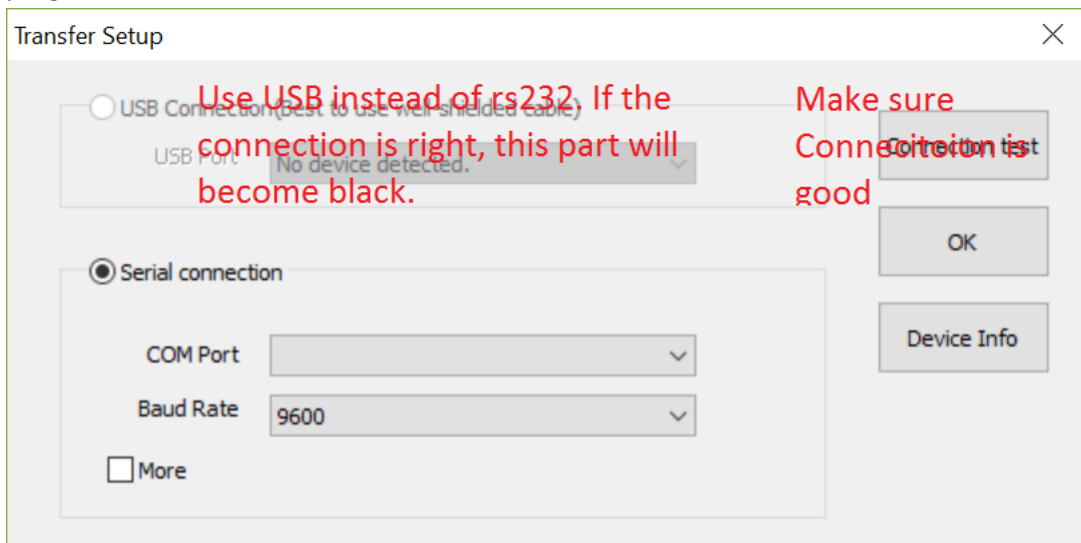 Transfer Setup
USB Connection(Best to use well-shielded cable)
USB Port
No device detected.
Use USB instead of rs232. If the
connection is right, this part will
become black.
Make sure
Connecitoion is
good
Connection test
OK
Device Info
Serial connection
COM Port
Baud Rate
9600
More